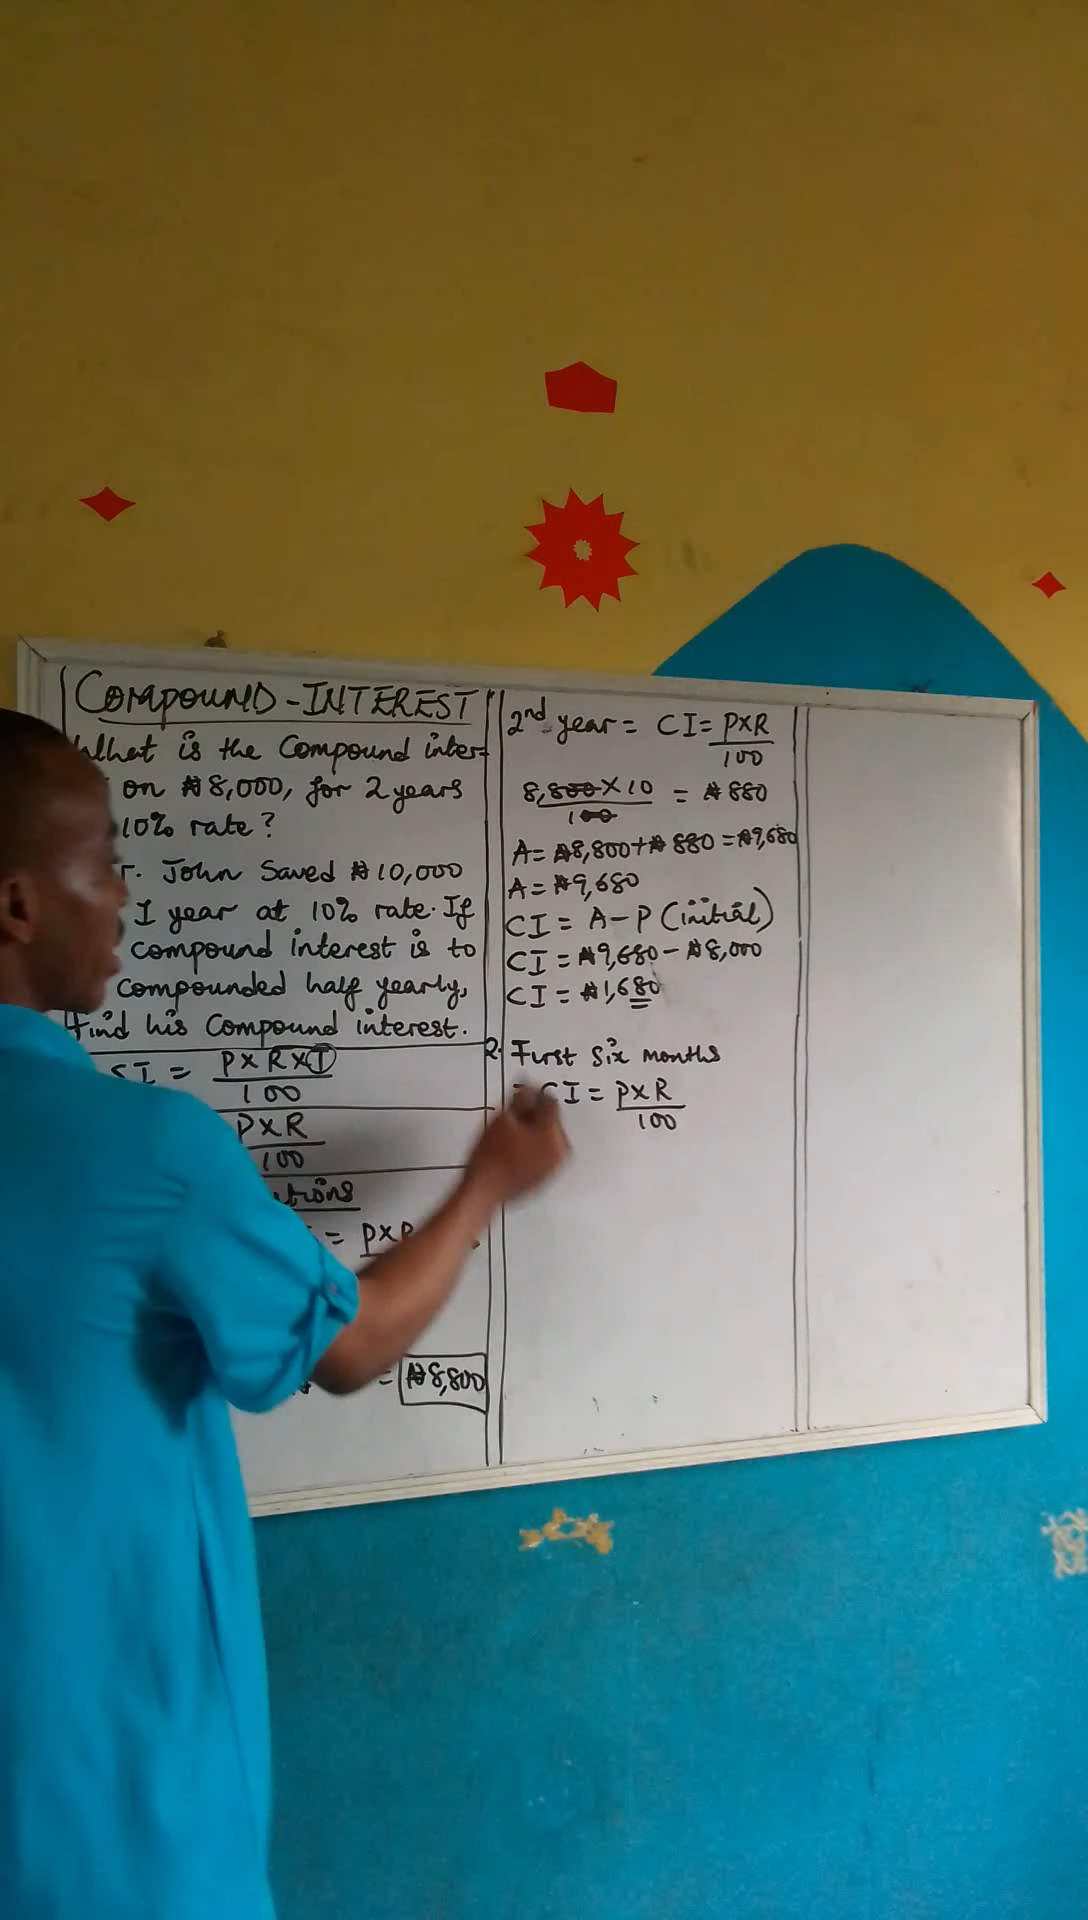 COMPOUND-INTEREST
What is the Compound inter-
on ₦8,000, for 2 years
10% rate?
r. John Saved ₦10,000
1 year at 10% rate. If
compound interest is to
compounded half yearly,
find his Compound interest.
SI = P×R×T
100
P×R
100
utions
= P×R
= ₦8,800
2nd year = CI = P×R
100
8,800×10 = ₦880
100
A= ₦8,800+₦880=₦9,680
A= ₦9,680
CI = A-P (initial)
CI = ₦9,680 - ₦8,000
CI = ₦1,680
2. First six months
= CI = P×R
100